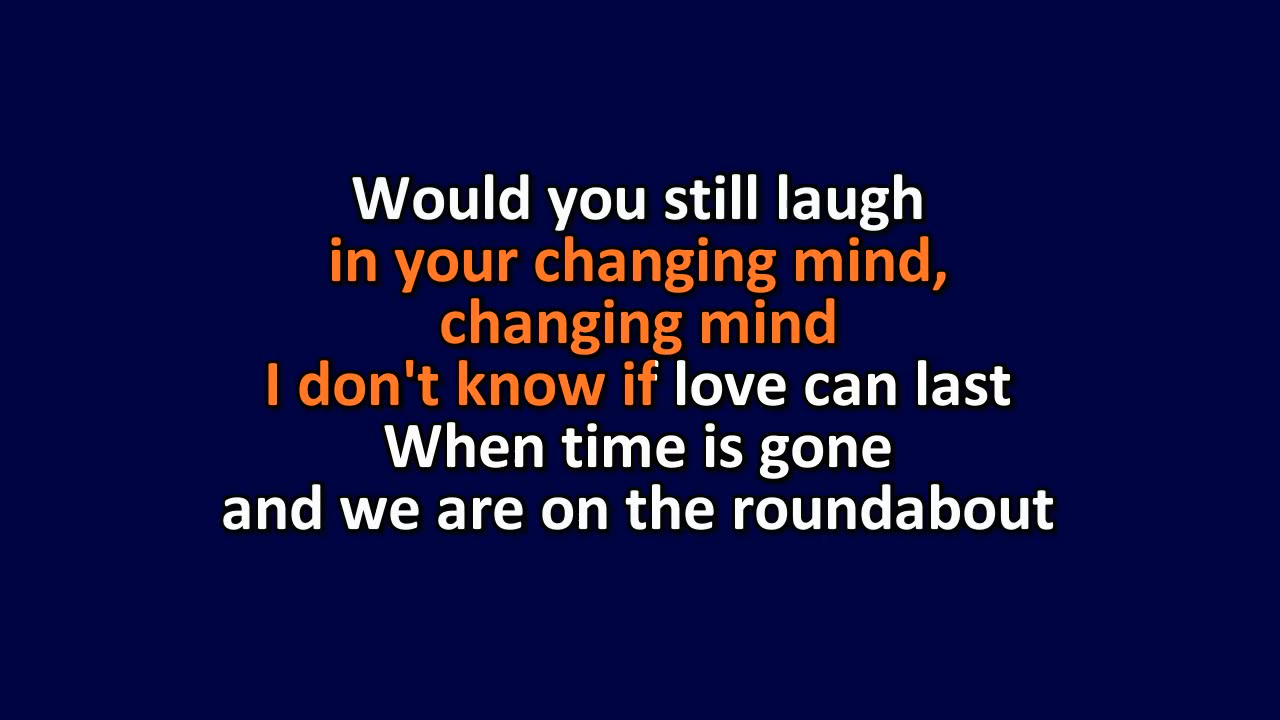 Would you still laugh
in your changing mind,
changing mind
I don't know if love can last
When time is gone
and we are on the roundabout